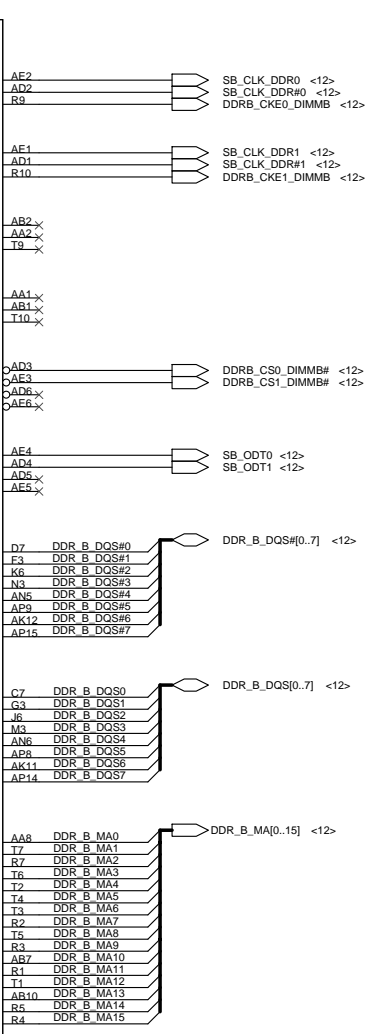 AE2 SB_CLK_DDR0 <12>
AD2 SB_CLK_DDR#0 <12>
R9 DDRB_CKE0_DIMMB <12>
AE1 SB_CLK_DDR1 <12>
AD1 SB_CLK_DDR#1 <12>
R10 DDRB_CKE1_DIMMB <12>
AB2
AA2
T9
AA1
AB1
T10
AD3 DDRB_CS0_DIMMB# <12>
AE3 DDRB_CS1_DIMMB# <12>
AD6
AE6
AE4 SB_ODT0 <12>
AD4 SB_ODT1 <12>
AD5
AE5
DDR_B_DQS#[0..7] <12>
D7 DDR_B_DQS#0
F3 DDR_B_DQS#1
K6 DDR_B_DQS#2
N3 DDR_B_DQS#3
AN5 DDR_B_DQS#4
AP9 DDR_B_DQS#5
AK12 DDR_B_DQS#6
AP15 DDR_B_DQS#7
DDR_B_DQS[0..7] <12>
C7 DDR_B_DQS0
G3 DDR_B_DQS1
J6 DDR_B_DQS2
M3 DDR_B_DQS3
AN6 DDR_B_DQS4
AP8 DDR_B_DQS5
AK11 DDR_B_DQS6
AP14 DDR_B_DQS7
DDR_B_MA[0..15] <12>
AA8 DDR_B_MA0
T7 DDR_B_MA1
R7 DDR_B_MA2
T6 DDR_B_MA3
T2 DDR_B_MA4
T4 DDR_B_MA5
T3 DDR_B_MA6
R2 DDR_B_MA7
T5 DDR_B_MA8
R3 DDR_B_MA9
AB7 DDR_B_MA10
R1 DDR_B_MA11
T1 DDR_B_MA12
AB10 DDR_B_MA13
R5 DDR_B_MA14
R4 DDR_B_MA15